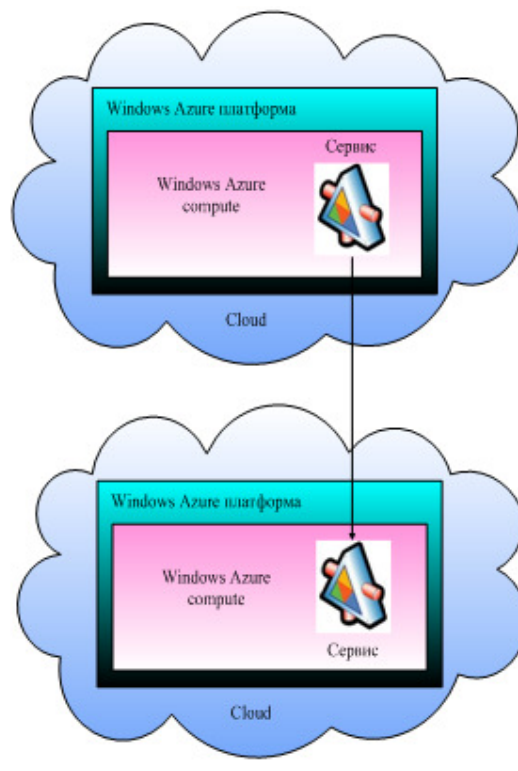 Windows Azure платформа
Сервис
Windows Azure
compute
Cloud
Windows Azure платформа
Windows Azure
compute
Сервис
Cloud